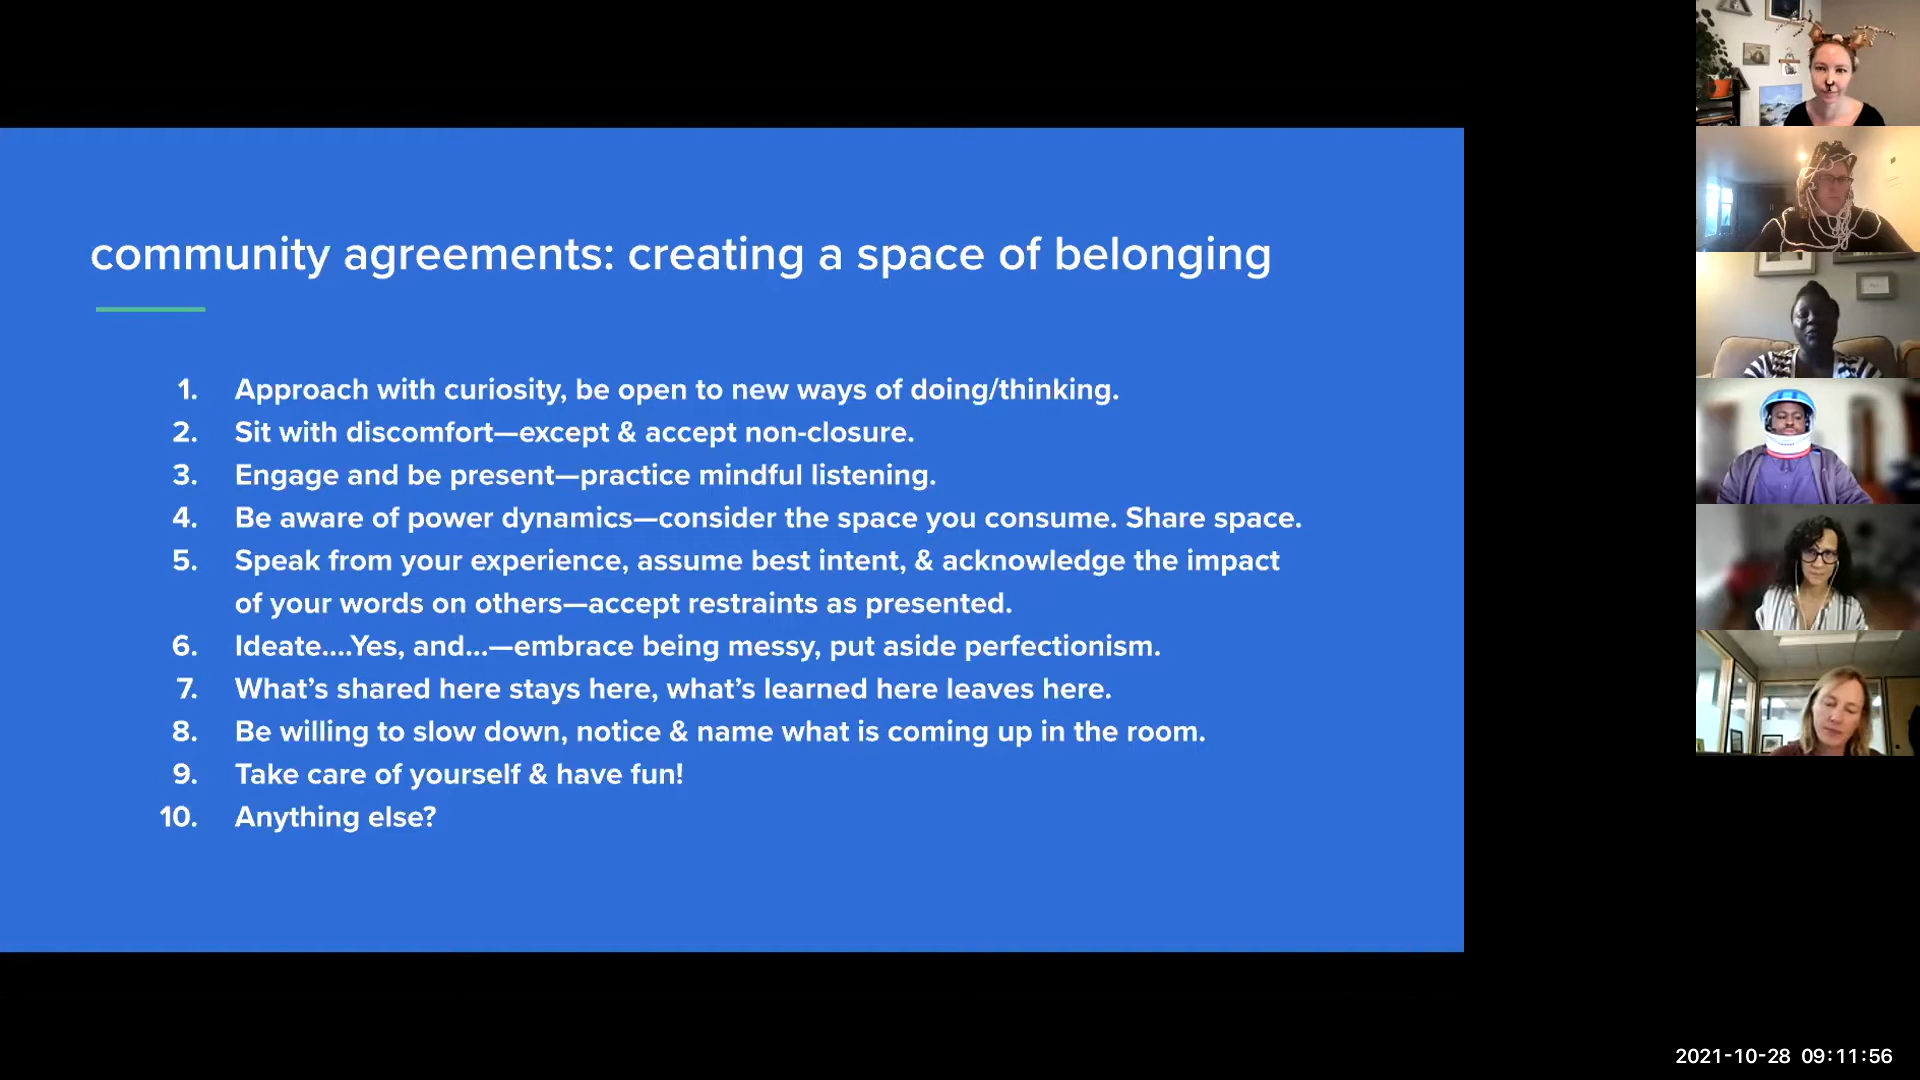 community agreements: creating a space of belonging
1. Approach with curiosity, be open to new ways of doing/thinking.
2. Sit with discomfort—except & accept non-closure.
3. Engage and be present—practice mindful listening.
4. Be aware of power dynamics—consider the space you consume. Share space.
5. Speak from your experience, assume best intent, & acknowledge the impact
of your words on others—accept restraints as presented.
6. Ideate....Yes, and...—embrace being messy, put aside perfectionism.
7. What’s shared here stays here, what’s learned here leaves here.
8. Be willing to slow down, notice & name what is coming up in the room.
9. Take care of yourself & have fun!
10. Anything else?
2021-10-28 09:11:56